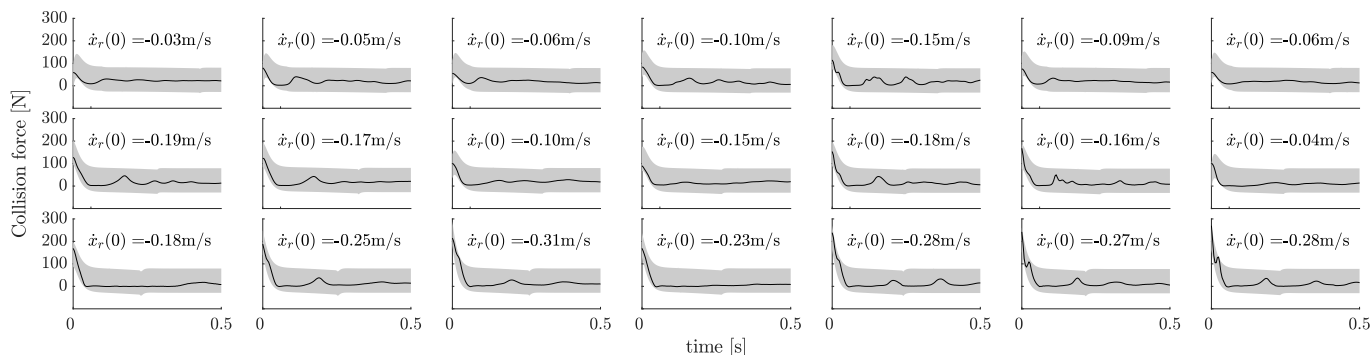 300
200
100
0
ẋr(0) =-0.03m/s ẋr(0) =-0.05m/s ẋr(0) =-0.06m/s ẋr(0) =-0.10m/s ẋr(0) =-0.15m/s ẋr(0) =-0.09m/s ẋr(0) =-0.06m/s
Collision force [N]
300
200
100
0
ẋr(0) =-0.19m/s ẋr(0) =-0.17m/s ẋr(0) =-0.10m/s ẋr(0) =-0.15m/s ẋr(0) =-0.18m/s ẋr(0) =-0.16m/s ẋr(0) =-0.04m/s
300
200
100
0
ẋr(0) =-0.18m/s ẋr(0) =-0.25m/s ẋr(0) =-0.31m/s ẋr(0) =-0.23m/s ẋr(0) =-0.28m/s ẋr(0) =-0.27m/s ẋr(0) =-0.28m/s
0 0.5 0 0.5 0 0.5 0 0.5 0 0.5 0 0.5 0 0.5
time [s]